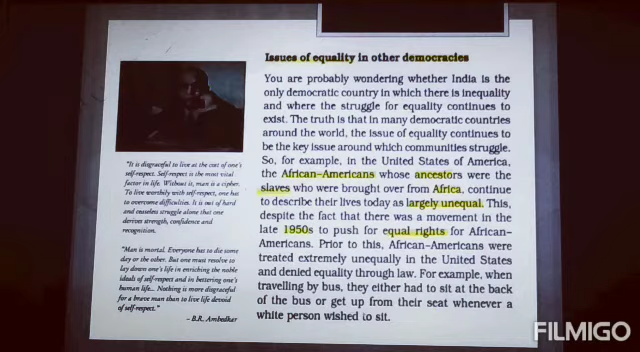 Issues of equality in other democracies
You are probably wondering whether India is the
only democratic country in which there is inequality
and where the struggle for equality continues to
exist. The truth is that in many democratic countries
around the world, the issue of equality continues to
be the key issue around which communities struggle.
So, for example, in the United States of America,
the African-Americans whose ancestors were the
slaves who were brought over from Africa, continue
to describe their lives today as largely unequal. This,
despite the fact that there was a movement in the
late 1950s to push for equal rights for African-
Americans. Prior to this, African-Americans were
treated extremely unequally in the United States
and denied equality through law. For example, when
travelling by bus, they either had to sit at the back
of the bus or get up from their seat whenever a
white person wished to sit.
"It is disgraceful to live at the cost of one's
self-respect. Self-respect is the most vital
factor in life. Without it, man is a cipher.
To live worthily with self-respect, one has
to overcome difficulties. It is out of hard
and ceaseless struggle alone that one
derives strength, confidence and
recognition.
"Man is mortal. Everyone has to die some
day or the other. But one must resolve to
lay down one's life in enriching the noble
ideals of self-respect and in bettering one's
human life... Nothing is more disgraceful
for a brave man than to live life devoid
of self-respect."
– B.R. Ambedkar
FILMIGO